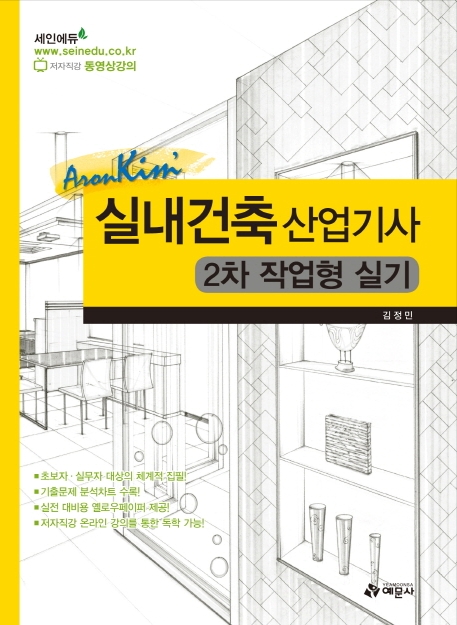 세인에듀
www.seinedu.co.kr
저자직강 동영상강의
AronKim'
실내건축 산업기사
2차 작업형 실기
김정민
■ 초보자 · 실무자 대상의 체계적 집필!
■ 기출문제 분석차트 수록!
■ 실전 대비용 옐로우페이퍼 제공!
■ 저자직강 온라인 강의를 통한 독학 가능!
YEAMOONSA
예문사